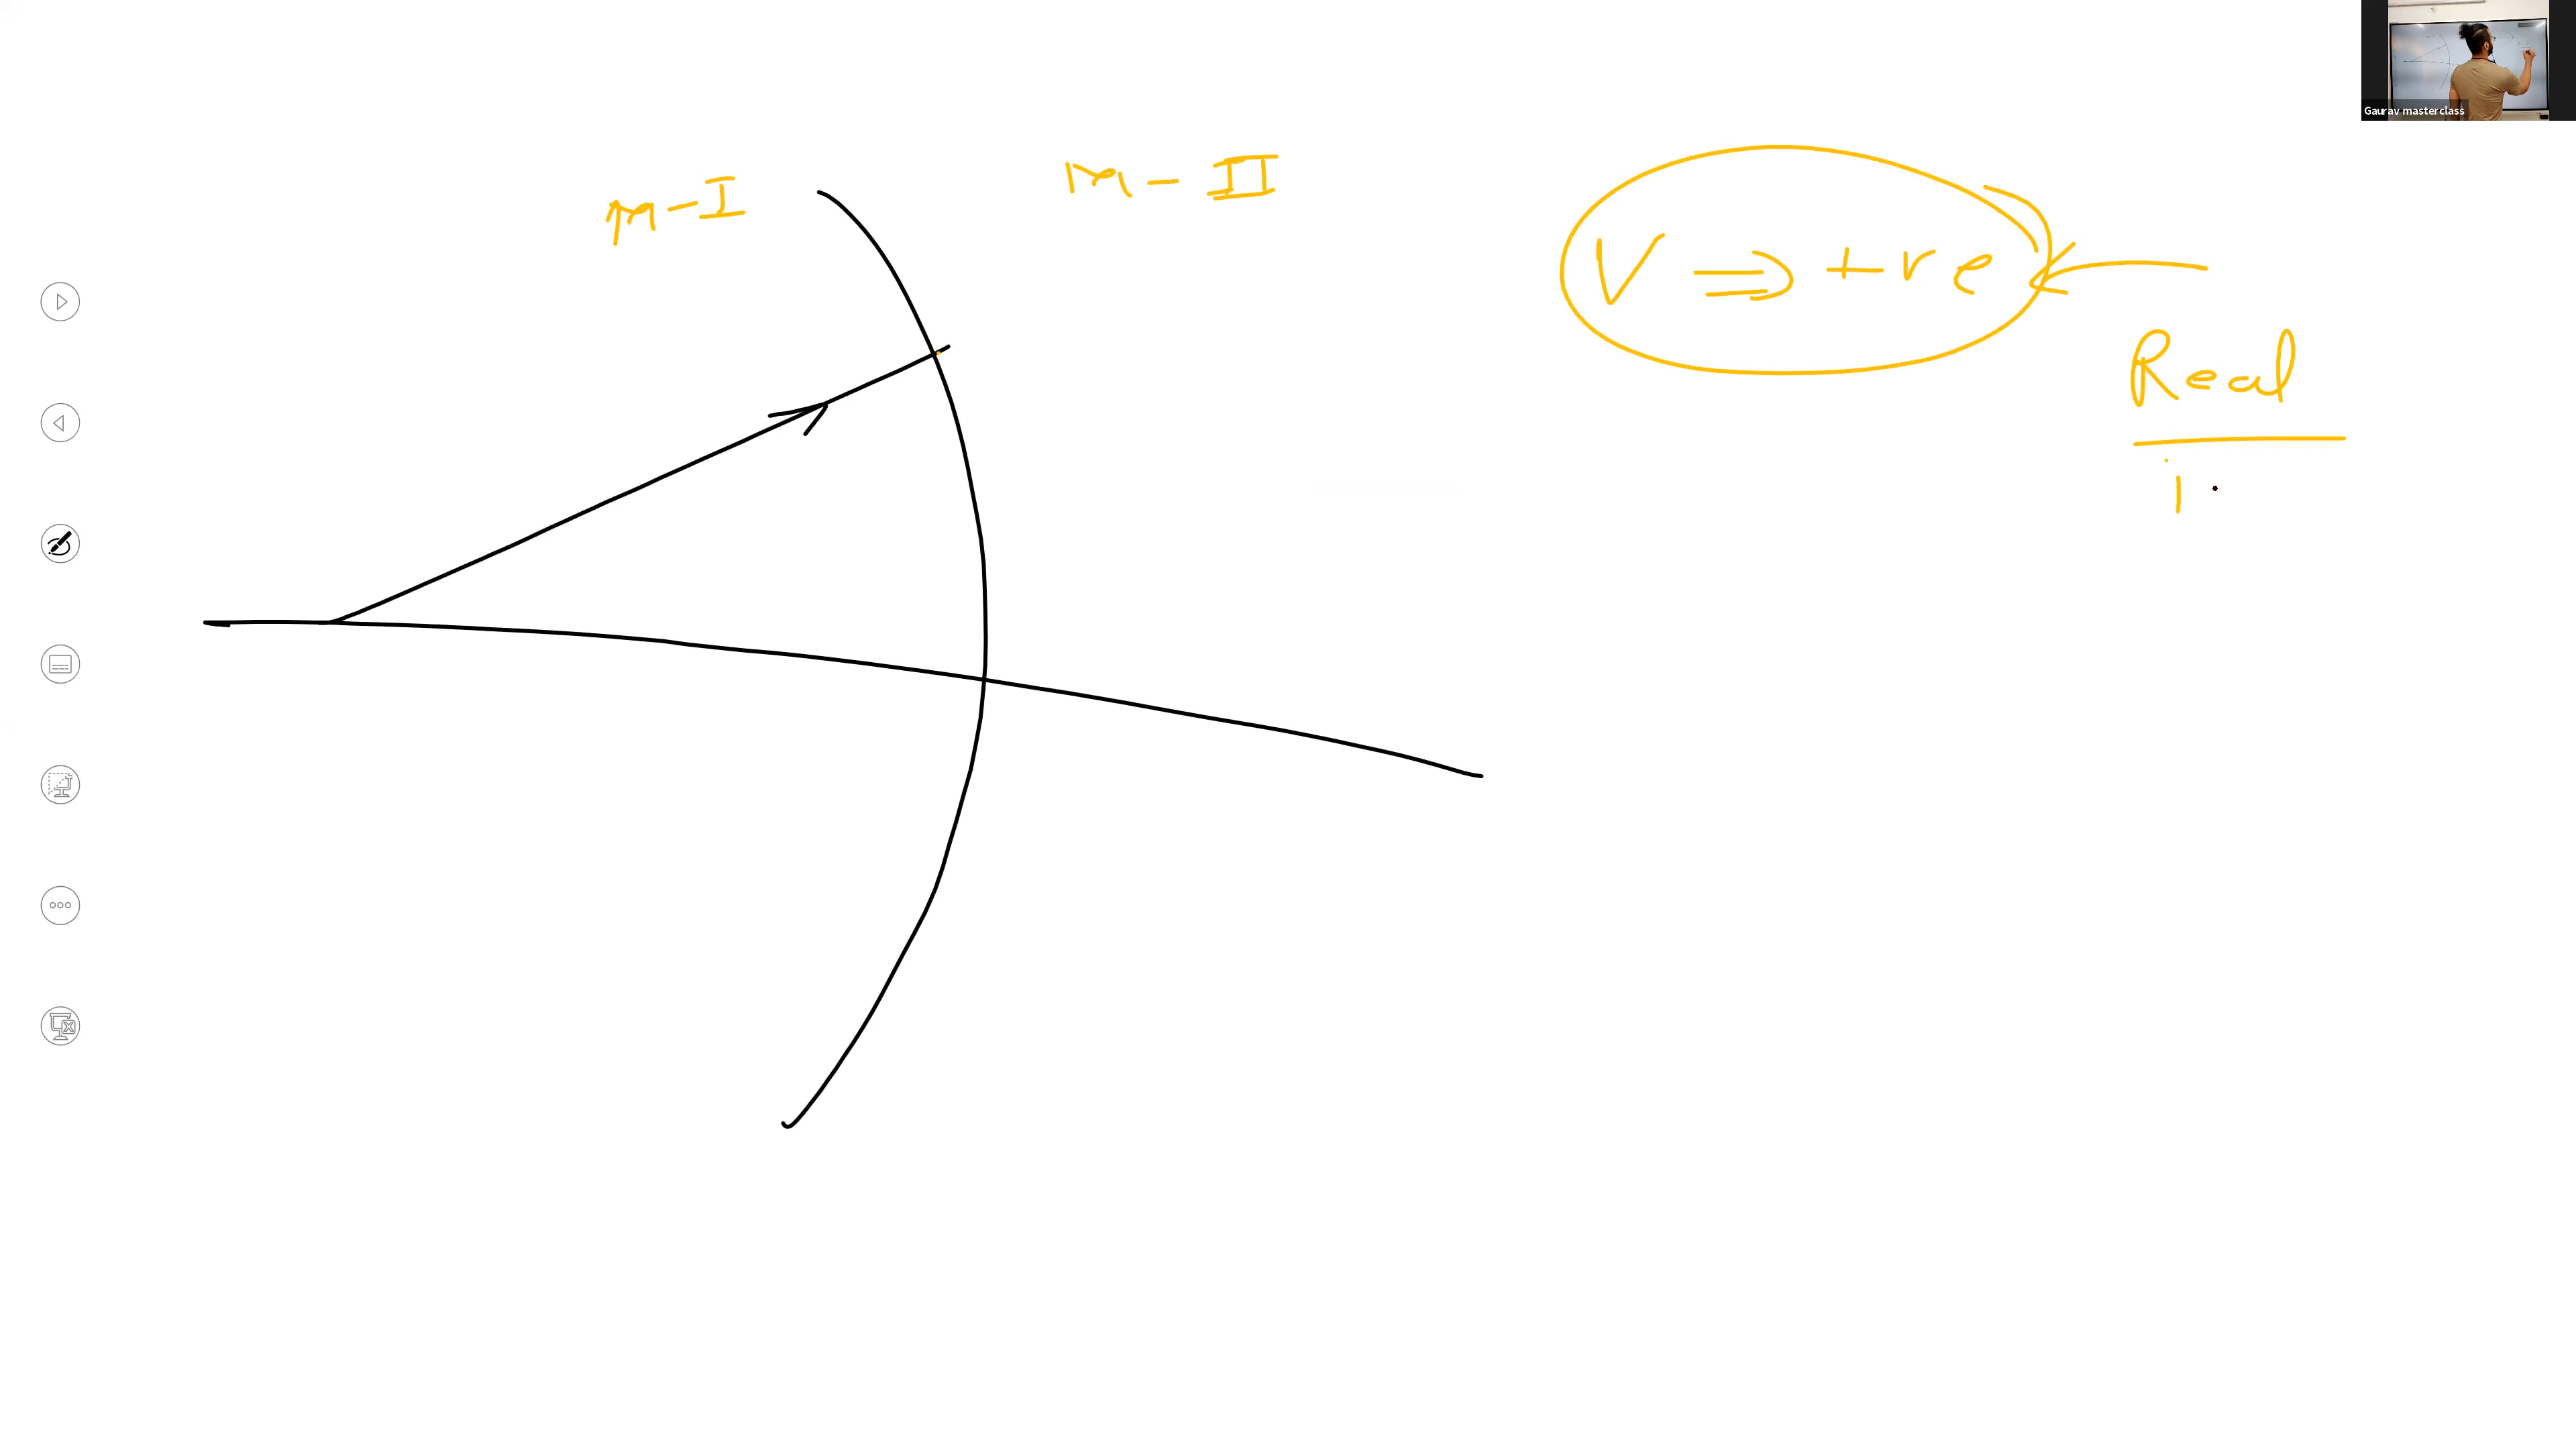 m-I
m-II
V ⇒ +ve
Real
i
Gaurav masterclass